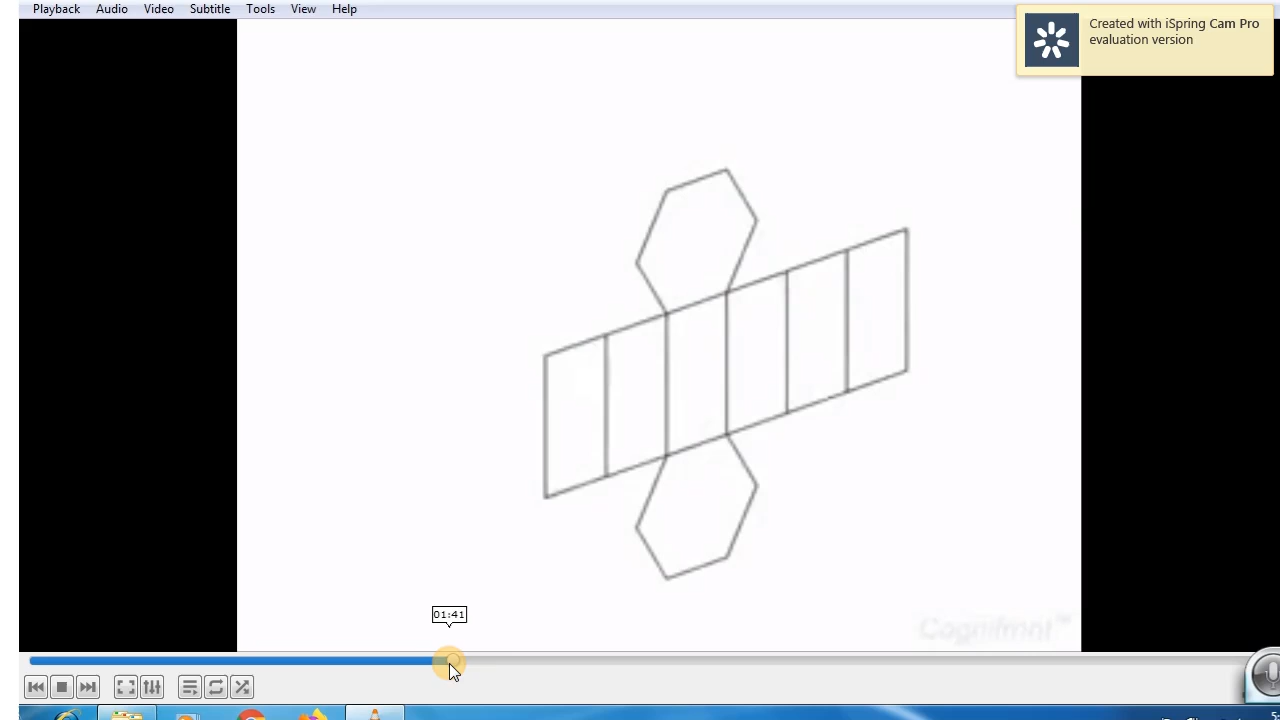 Playback Audio Video Subtitle Tools View Help
Created with iSpring Cam Pro
evaluation version
01:41